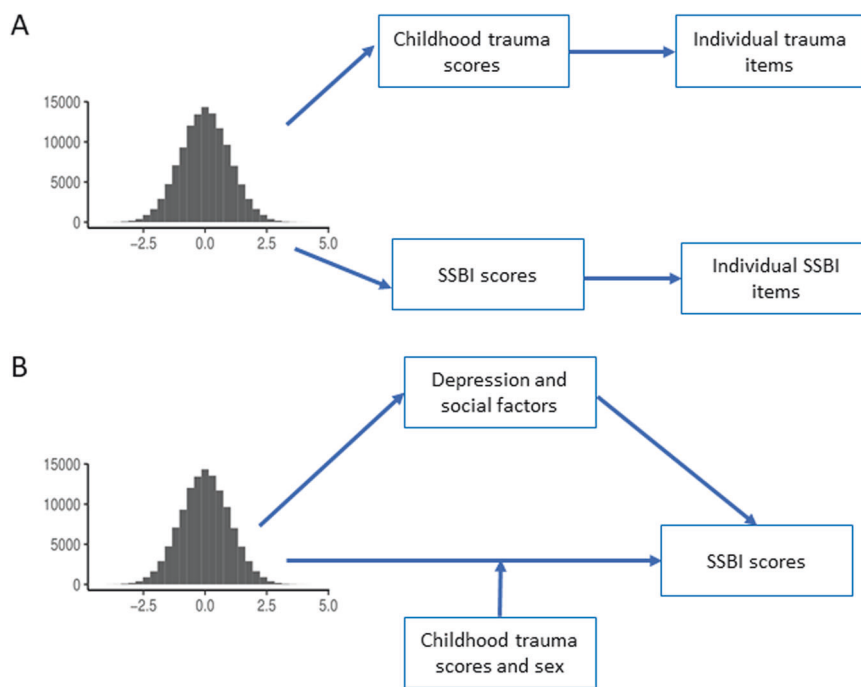 A
Childhood trauma
scores
Individual trauma
items
15000
10000
5000
0
−2.5 0.0 2.5 5.0
SSBI scores
Individual SSBI
items
B
Depression and
social factors
15000
10000
5000
0
−2.5 0.0 2.5 5.0
SSBI scores
Childhood trauma
scores and sex